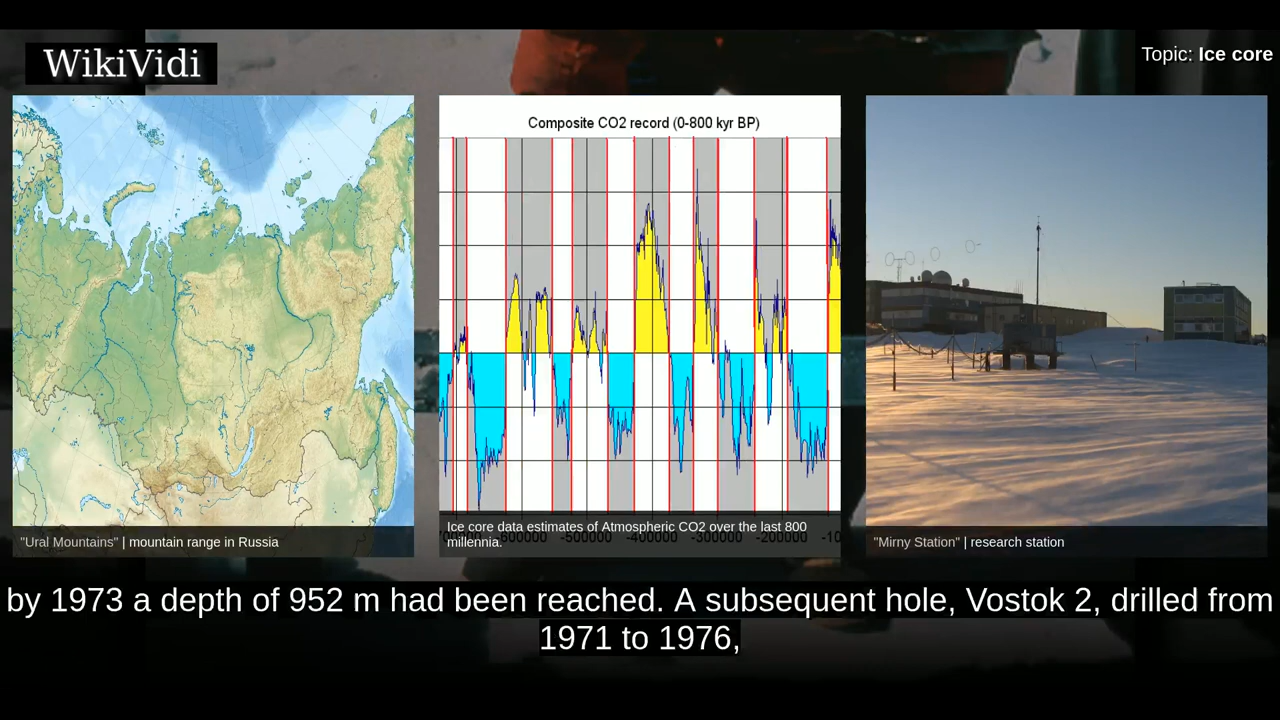 WikiVidi
Topic: Ice core
Composite CO2 record (0-800 kyr BP)
Ice core data estimates of Atmospheric CO2 over the last 800
millennia.
-600000 -500000 -400000 -300000 -200000
"Ural Mountains" | mountain range in Russia
"Mirny Station" | research station
by 1973 a depth of 952 m had been reached. A subsequent hole, Vostok 2, drilled from
1971 to 1976,